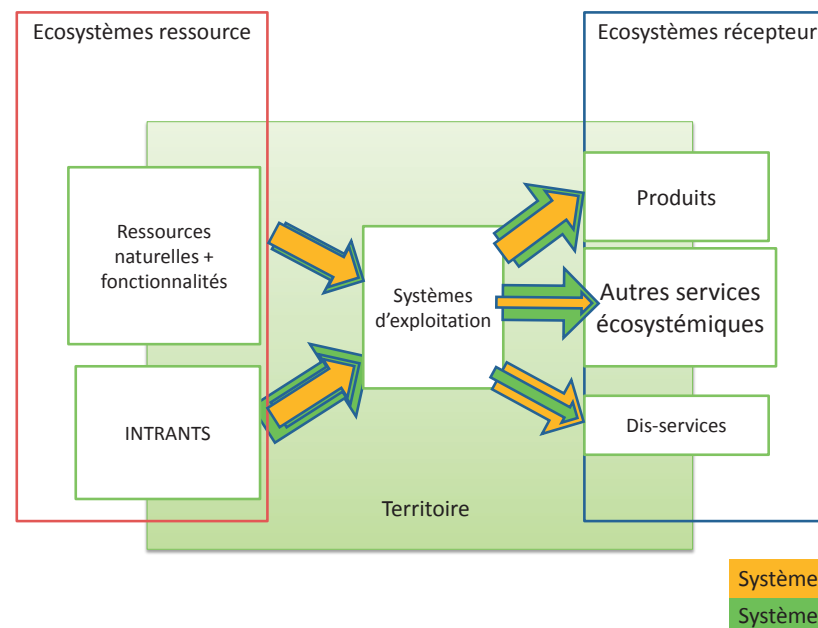 Ecosystèmes ressource
Ecosystèmes récepteur
Ressources
naturelles +
fonctionnalités
INTRANTS
Systèmes
d'exploitation
Produits
Autres services
écosystémiques
Dis-services
Territoire
Système
Système